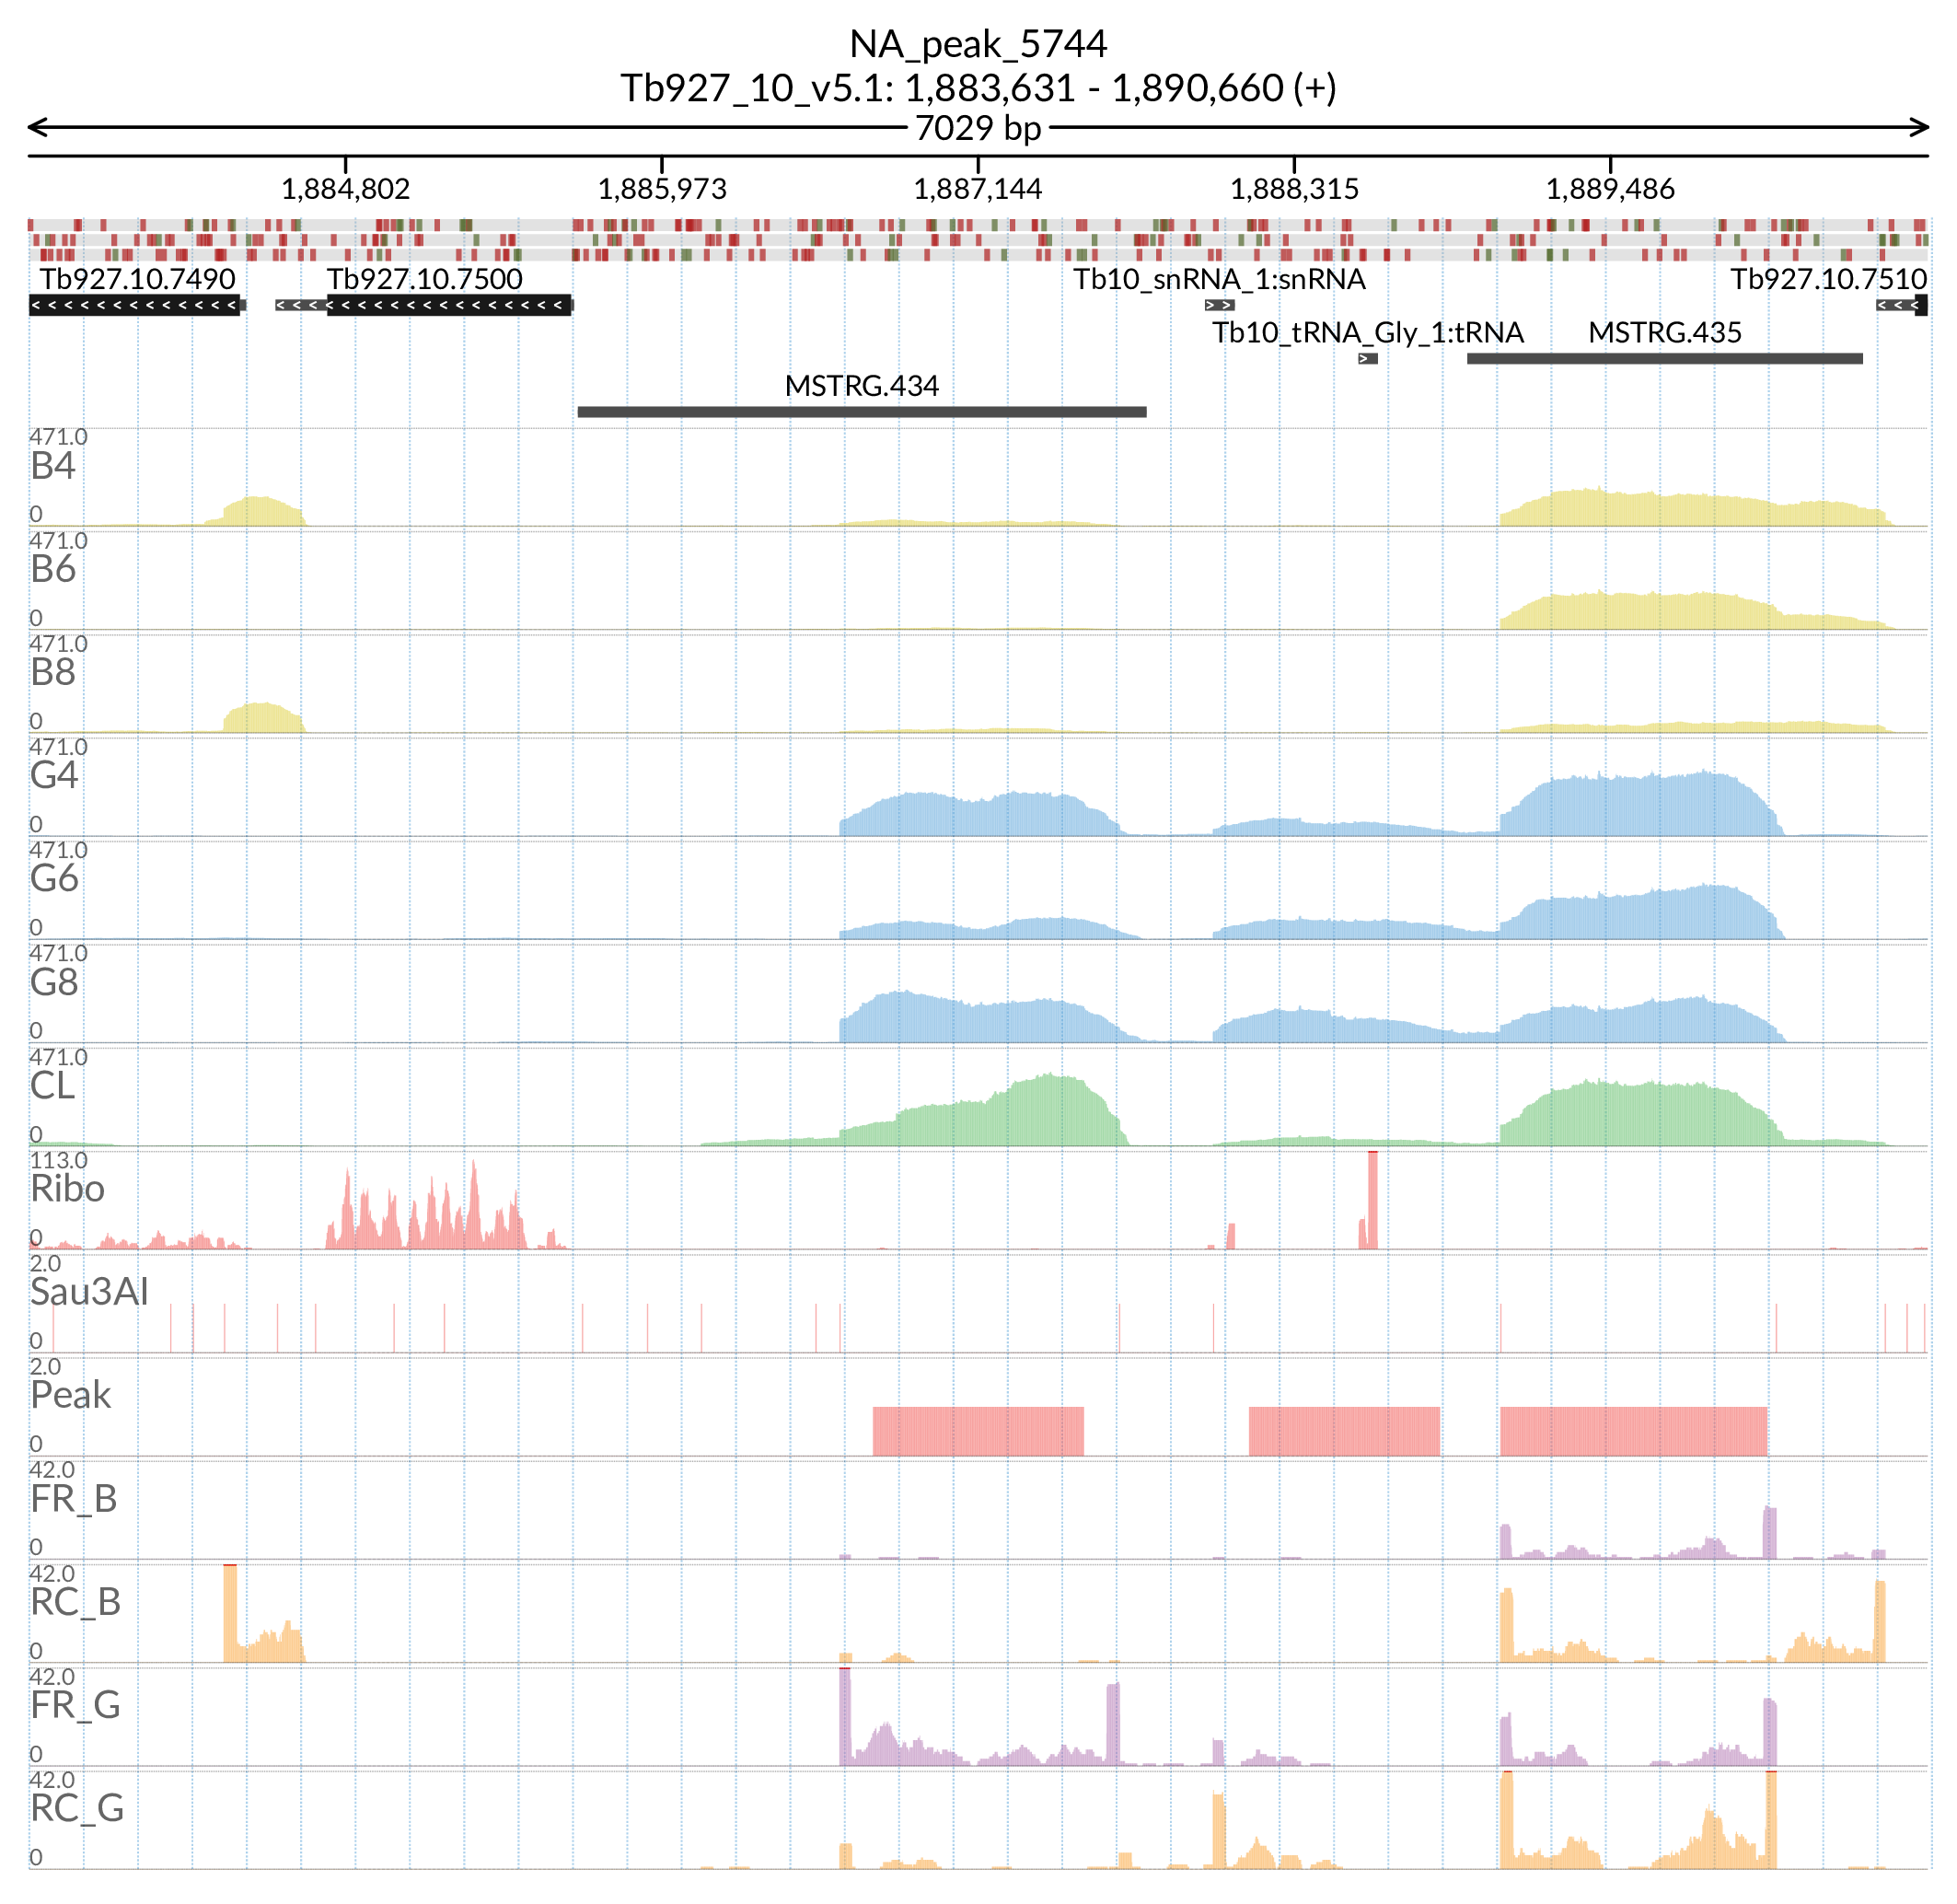 NA_peak_5744
Tb927_10_v5.1: 1,883,631 - 1,890,660 (+)
7029 bp
1,884,802 1,885,973 1,887,144 1,888,315 1,889,486
Tb927.10.7490 Tb927.10.7500 Tb10_snRNA_1:snRNA Tb927.10.7510
Tb10_tRNA_Gly_1:tRNA MSTRG.435
MSTRG.434
471.0
B4
0
471.0
B6
0
471.0
B8
0
471.0
G4
0
471.0
G6
0
471.0
G8
0
471.0
CL
0
113.0
Ribo
0
2.0
Sau3AI
0
2.0
Peak
0
42.0
FR_B
0
42.0
RC_B
0
42.0
FR_G
0
42.0
RC_G
0